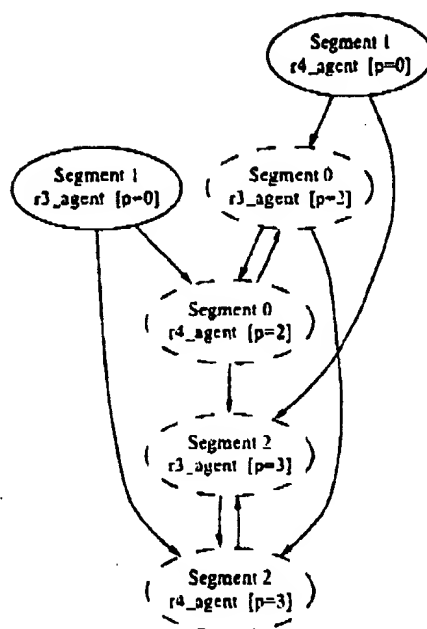 Segment 1
r4_agent [p=0]
Segment 1
r3_agent [p=0]
Segment 0
r3_agent [p=2]
Segment 0
r4_agent [p=2]
Segment 2
r3_agent [p=3]
Segment 2
r4_agent [p=3]